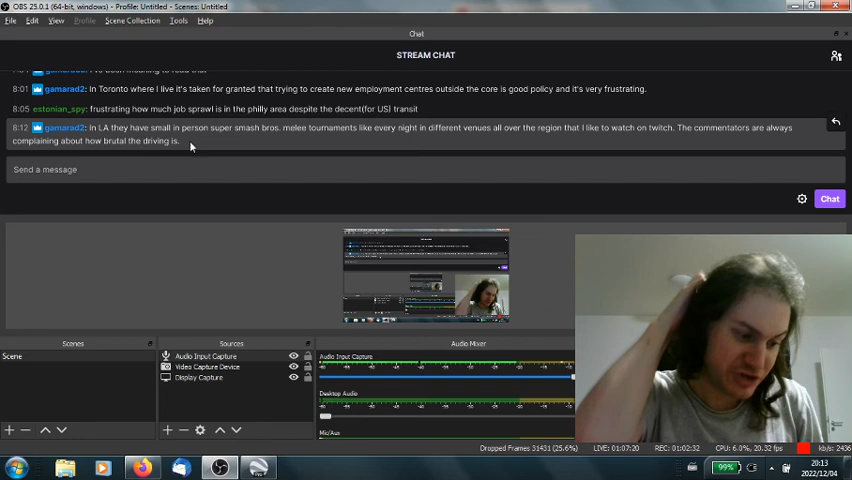 OBS 25.0.1 (64-bit, windows) - Profile: Untitled - Scenes: Untitled
File Edit View Profile Scene Collection Tools Help
Chat
STREAM CHAT
8:01 gamarad2: In Toronto where I live it's taken for granted that trying to create new employment centres outside the core is good policy and it's very frustrating.
8:05 estonian_spy: frustrating how much job sprawl is in the philly area despite the decent(for US) transit
8:12 gamarad2: In LA they have small in person super smash bros. melee tournaments like every night in different venues all over the region that I like to watch on twitch. The commentators are always
complaining about how brutal the driving is.
Send a message
Chat
Scenes Sources Audio Mixer
Scene
Audio Input Capture
Video Capture Device
Display Capture
Audio Input Capture
Desktop Audio
Mic/Aux
Dropped Frames 31431 (25.6%) LIVE: 01:07:20 REC: 01:02:32 CPU: 6.0%, 20.32 fps kb/s: 2436
99%
20:13
2022/12/04